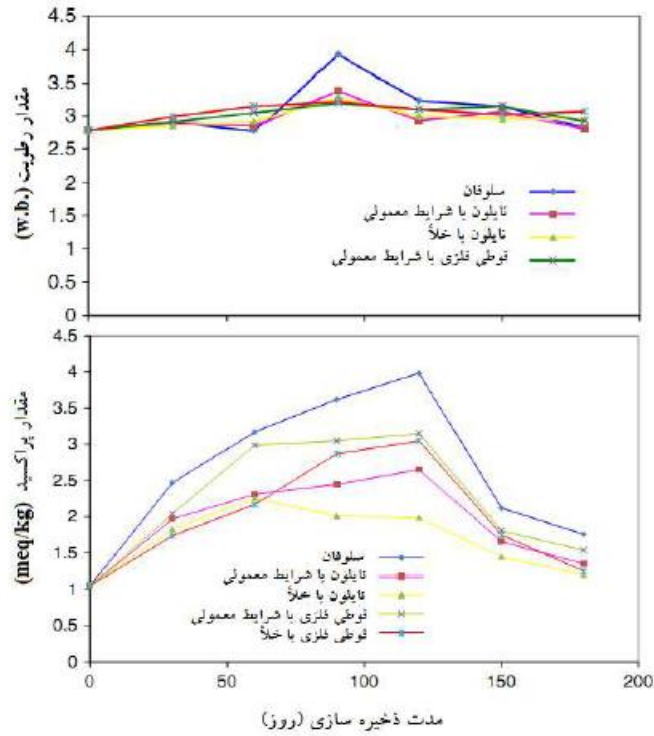 مقدار رطوبت (.w.b)
4.5
4
3.5
3
2.5
2
1.5
1
0.5
0
سلوفان
نایلون با شرایط معمولی
نایلون با خلأ
قوطی فلزی با شرایط معمولی
مقدار پراکسید (meq/kg)
4.5
4
3.5
3
2.5
2
1.5
1
0.5
0
سلوفان
نایلون با شرایط معمولی
نایلون با خلأ
قوطی فلزی با شرایط معمولی
قوطی فلزی با خلأ
0 50 100 150 200
مدت ذخیره سازی (روز)